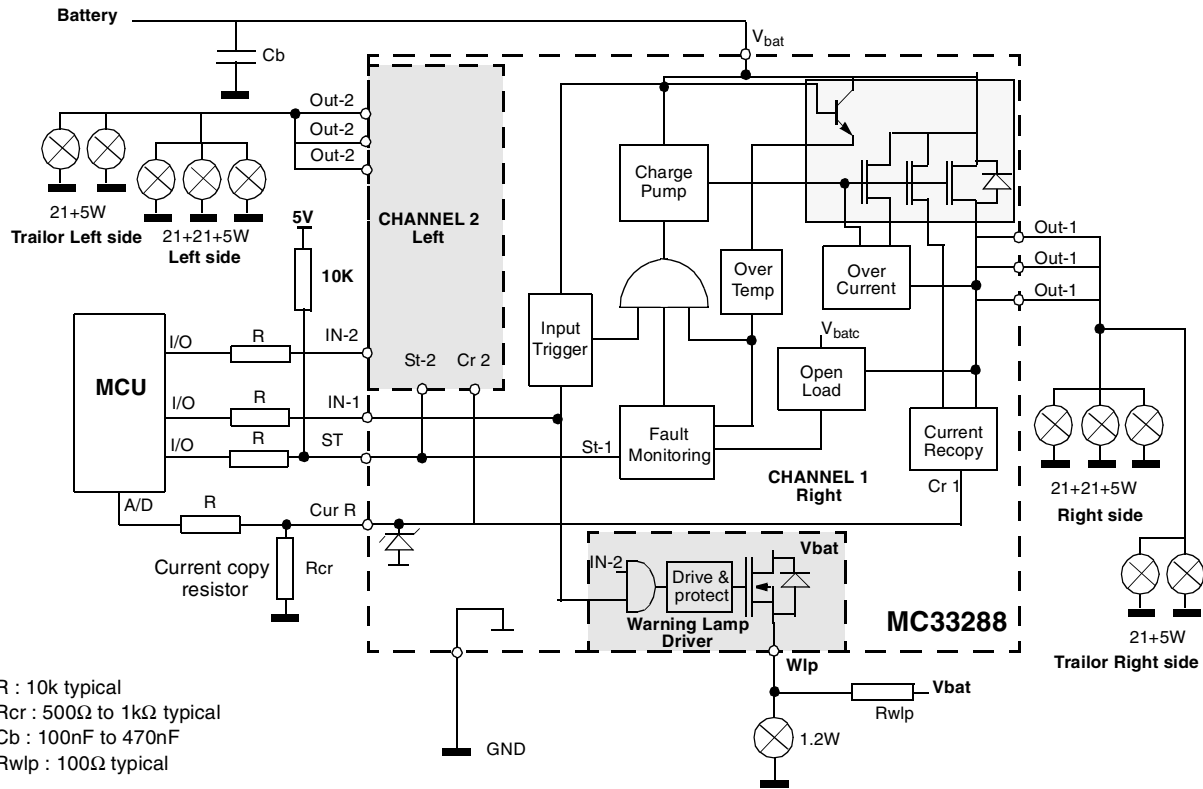 Battery
Cb
Vbat
Out-2
Out-2
Out-2
21+5W
Trailor Left side
21+21+5W
Left side
CHANNEL 2
Left
Charge
Pump
Over
Temp
Over
Current
Out-1
Out-1
Out-1
5V
10K
Input
Trigger
Vbatc
Open
Load
MCU
I/O
R
IN-2
St-2
Cr 2
I/O
R
IN-1
I/O
R
ST
St-1
Fault
Monitoring
Current
Recopy
CHANNEL 1
Right
Cr 1
21+21+5W
Right side
A/D
R
Cur R
Current copy
resistor
Rcr
IN-2
Drive &
protect
Vbat
Warning Lamp
Driver
MC33288
21+5W
Trailor Right side
Wlp
Vbat
Rwlp
1.2W
GND
R : 10k typical
Rcr : 500Ω to 1kΩ typical
Cb : 100nF to 470nF
Rwlp : 100Ω typical